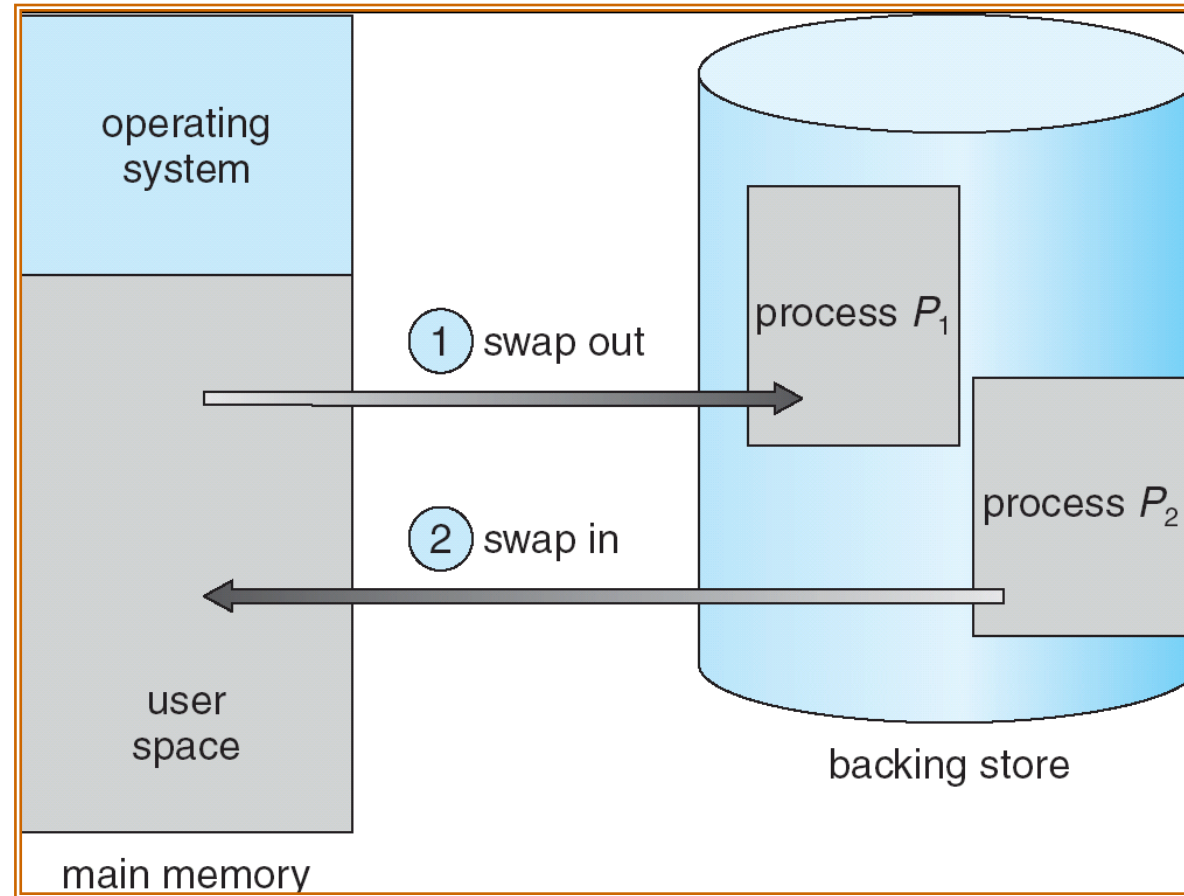 operating
system
process P₁
1 swap out
process P₂
2 swap in
user
space
backing store
main memory